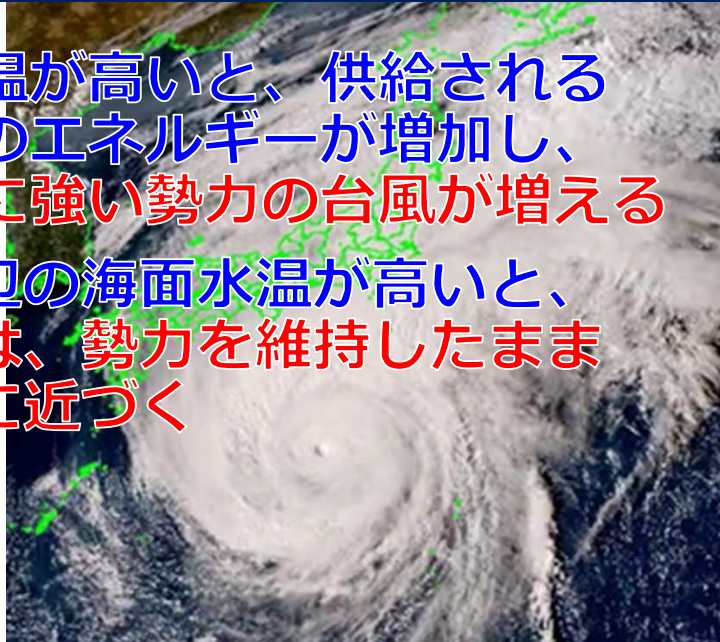 温が高いと、供給される
のエネルギーが増加し、
に強い勢力の台風が増える
辺の海面水温が高いと、
は、勢力を維持したまま
に近づく